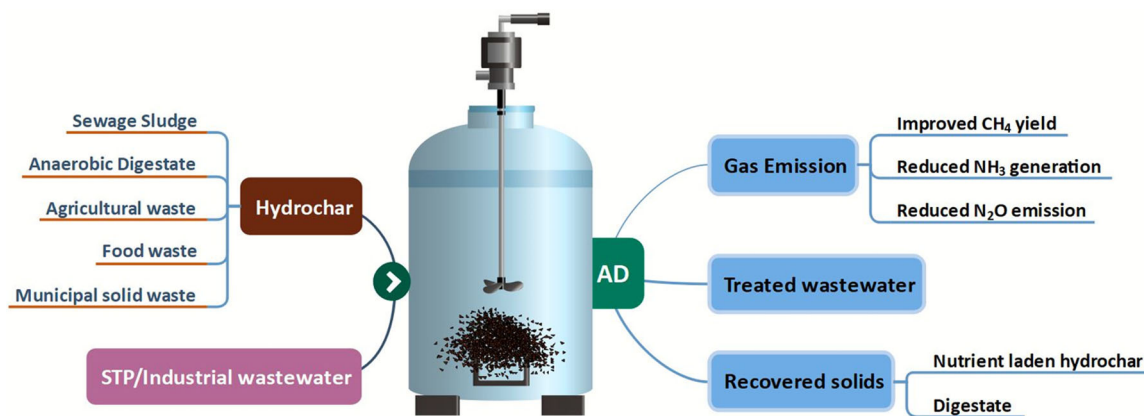 Sewage Sludge
Anaerobic Digestate
Agricultural waste
Food waste
Municipal solid waste
Hydrochar
STP/Industrial wastewater
AD
Gas Emission
Improved CH₄ yield
Reduced NH₃ generation
Reduced N₂O emission
Treated wastewater
Recovered solids
Nutrient laden hydrochar
Digestate